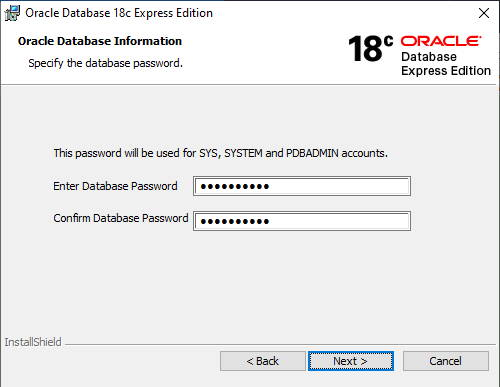 Oracle Database 18c Express Edition
Oracle Database Information
Specify the database password.
18c ORACLE
Database
Express Edition
This password will be used for SYS, SYSTEM and PDBADMIN accounts.
Enter Database Password ••••••••••
Confirm Database Password ••••••••••
InstallShield
< Back Next > Cancel